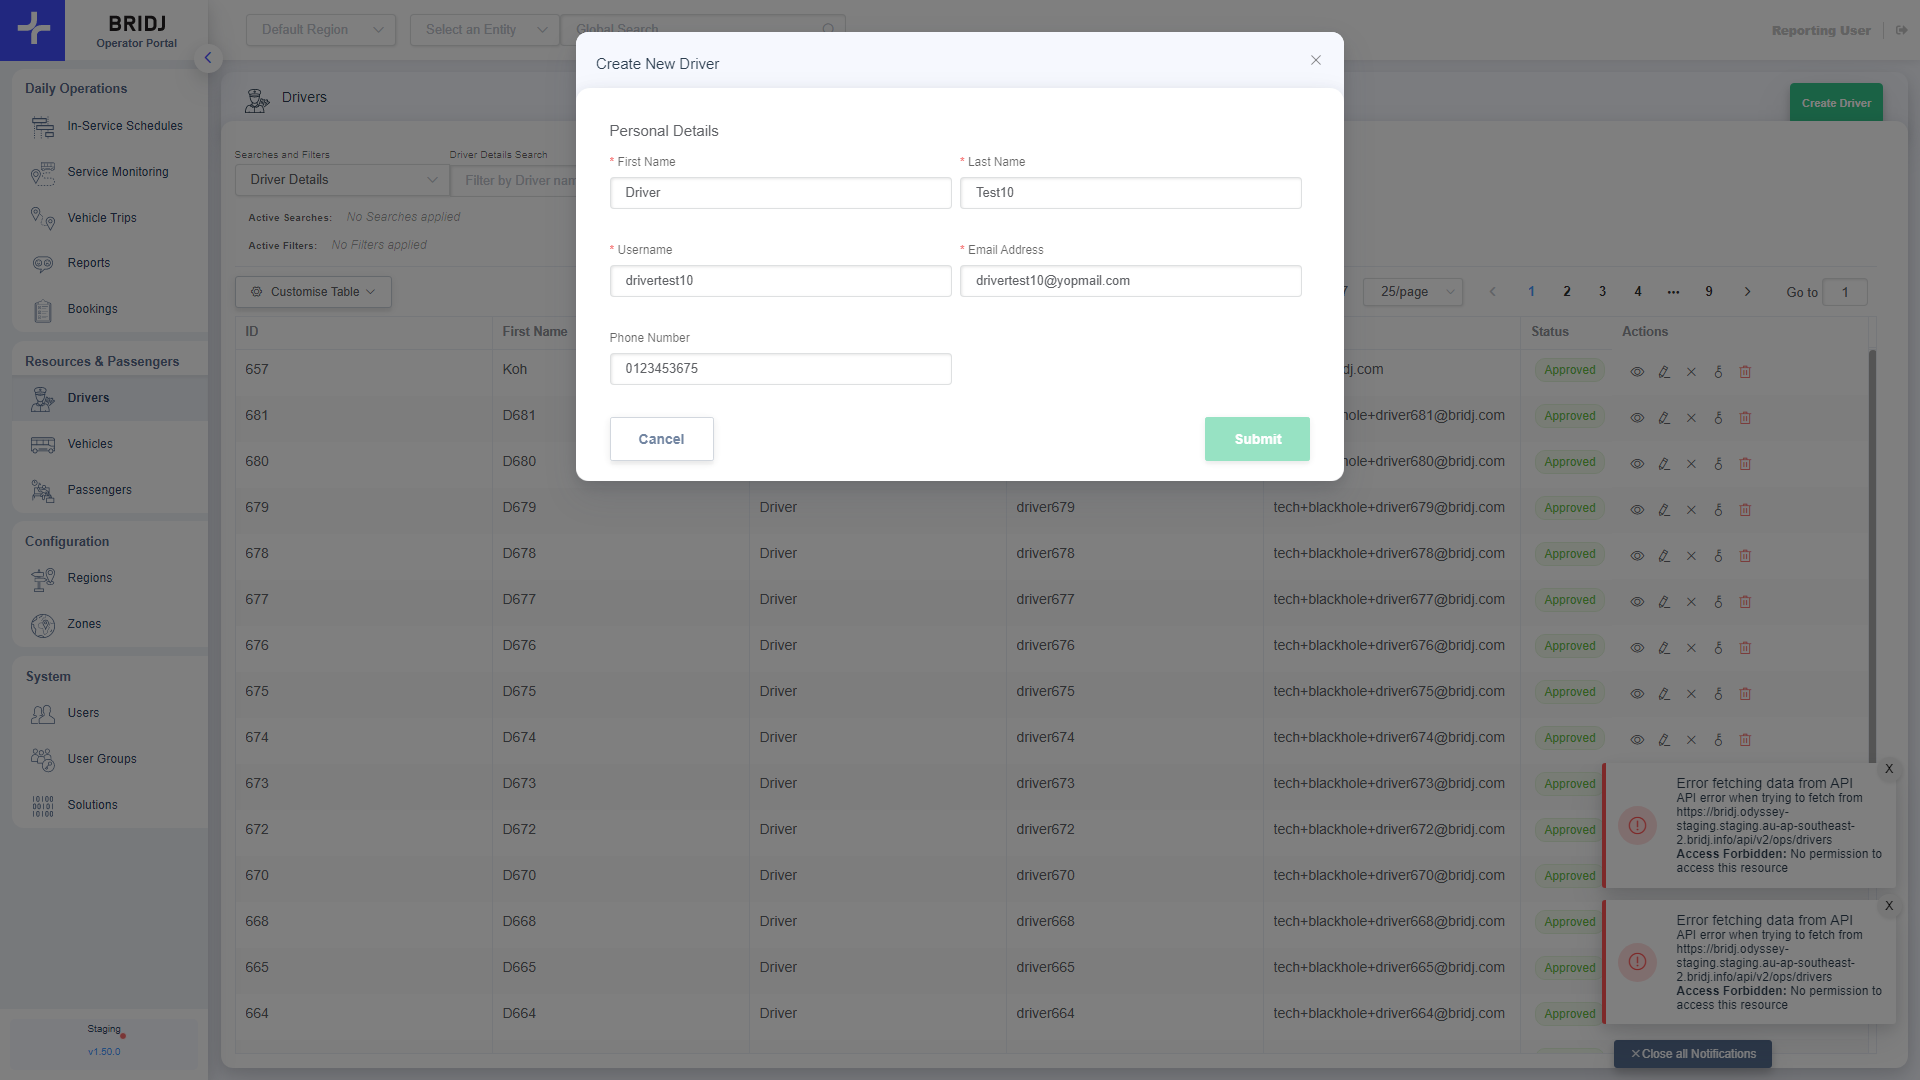 BRIDJ
Operator Portal
Default Region
Select an Entity
Global Search
Reporting User
Daily Operations
In-Service Schedules
Service Monitoring
Vehicle Trips
Reports
Bookings
Resources & Passengers
Drivers
Vehicles
Passengers
Configuration
Regions
Zones
System
Users
User Groups
Solutions
Staging
v1.50.0
Drivers
Create Driver
Searches and Filters
Driver Details Search
Driver Details
Filter by Driver nam
Active Searches: No Searches applied
Active Filters: No Filters applied
Customise Table
7 25/page 1 2 3 4 ••• 9 Go to 1
Create New Driver
Personal Details
* First Name * Last Name
Driver Test10
* Username * Email Address
drivertest10 drivertest10@yopmail.com
Phone Number
0123453675
Cancel Submit
ID First Name Status Actions
657 Koh dj.com Approved
681 D681 hole+driver681@bridj.com Approved
680 D680 hole+driver680@bridj.com Approved
679 D679 Driver driver679 tech+blackhole+driver679@bridj.com Approved
678 D678 Driver driver678 tech+blackhole+driver678@bridj.com Approved
677 D677 Driver driver677 tech+blackhole+driver677@bridj.com Approved
676 D676 Driver driver676 tech+blackhole+driver676@bridj.com Approved
675 D675 Driver driver675 tech+blackhole+driver675@bridj.com Approved
674 D674 Driver driver674 tech+blackhole+driver674@bridj.com Approved
673 D673 Driver driver673 tech+blackhole+driver673@bridj.com Approved
672 D672 Driver driver672 tech+blackhole+driver672@bridj.com Approved
670 D670 Driver driver670 tech+blackhole+driver670@bridj.com Approved
668 D668 Driver driver668 tech+blackhole+driver668@bridj.com Approved
665 D665 Driver driver665 tech+blackhole+driver665@bridj.com Approved
664 D664 Driver driver664 tech+blackhole+driver664@bridj.com Approved
X
Error fetching data from API
API error when trying to fetch from
https://bridj.odyssey-
staging.staging.au-ap-southeast-
2.bridj.info/api/v2/ops/drivers
Access Forbidden: No permission to
access this resource
X
Error fetching data from API
API error when trying to fetch from
https://bridj.odyssey-
staging.staging.au-ap-southeast-
2.bridj.info/api/v2/ops/drivers
Access Forbidden: No permission to
access this resource
Close all Notifications